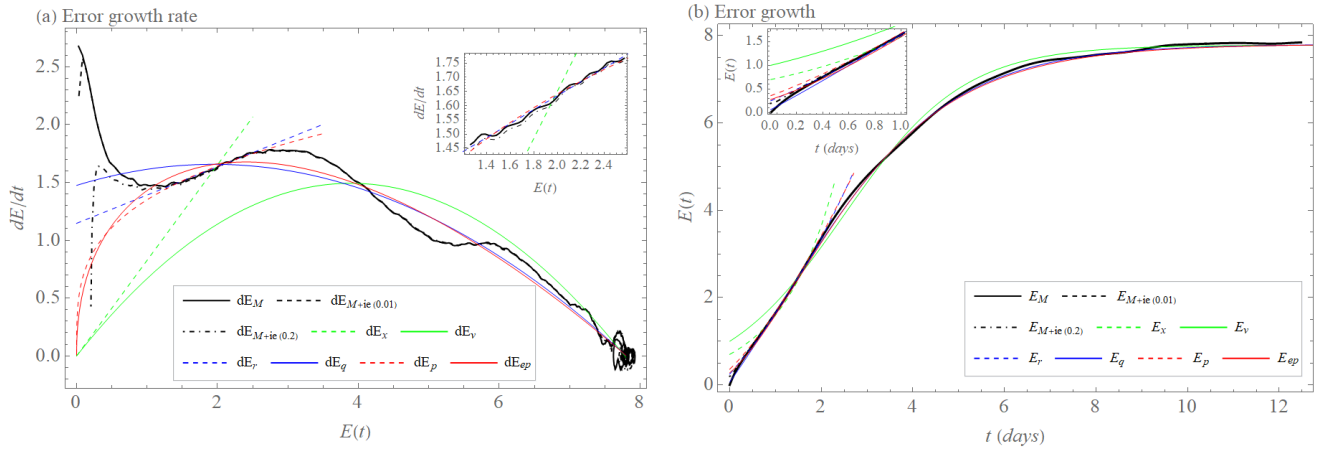 (a) Error growth rate
2.5
2.0
1.5
1.0
0.5
0.0
dE/dt
0
2
4
6
8
E(t)
1.75
1.70
1.65
1.60
1.55
1.50
1.45
dE/dt
1.4 1.6 1.8 2.0 2.2 2.4
E(t)
dE_M dE_M+ie (0.01)
dE_M+ie (0.2) dE_x dE_v
dE_r dE_q dE_p dE_ep
(b) Error growth
8
6
4
2
0
E(t)
0
2
4
6
8
10
12
t (days)
1.5
1.0
0.5
0.0
E(t)
0.0 0.2 0.4 0.6 0.8 1.0
t (days)
E_M E_M+ie (0.01)
E_M+ie (0.2) E_x E_v
E_r E_q E_p E_ep